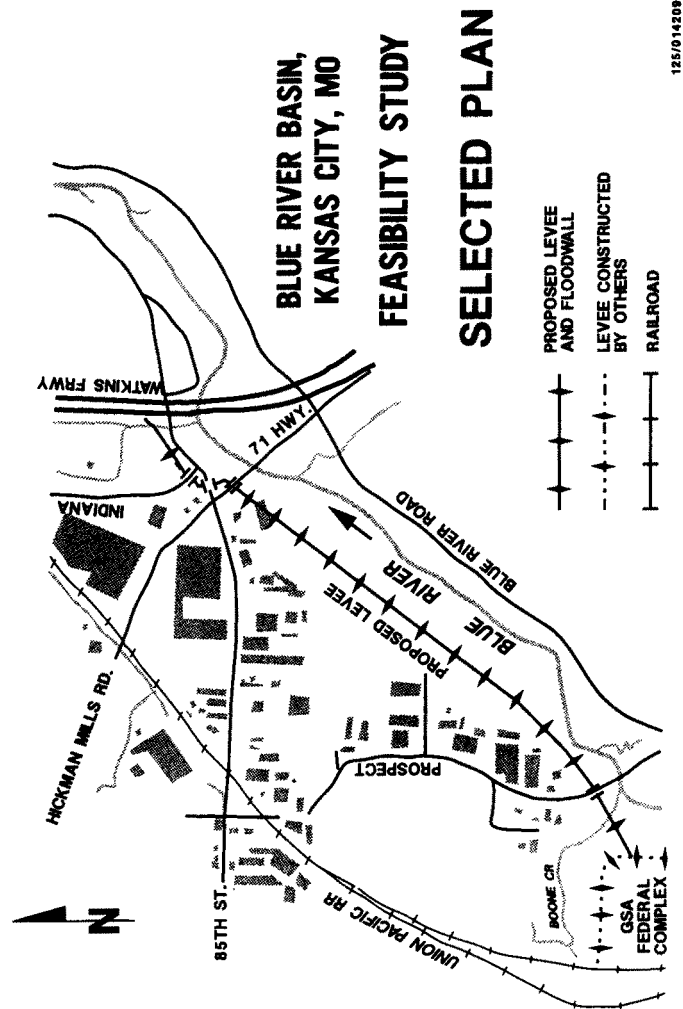 BLUE RIVER BASIN,
KANSAS CITY, MO
FEASIBILITY STUDY
SELECTED PLAN
PROPOSED LEVEE
AND FLOODWALL
LEVEE CONSTRUCTED
BY OTHERS
RAILROAD
N
HICKMAN MILLS RD.
INDIANA
WATKINS FRWY
71 HWY.
85TH ST.
PROSPECT
PROPOSED LEVEE
BLUE RIVER
BLUE RIVER ROAD
UNION PACIFIC RR
BOONE CR
GSA
FEDERAL
COMPLEX
125/014209